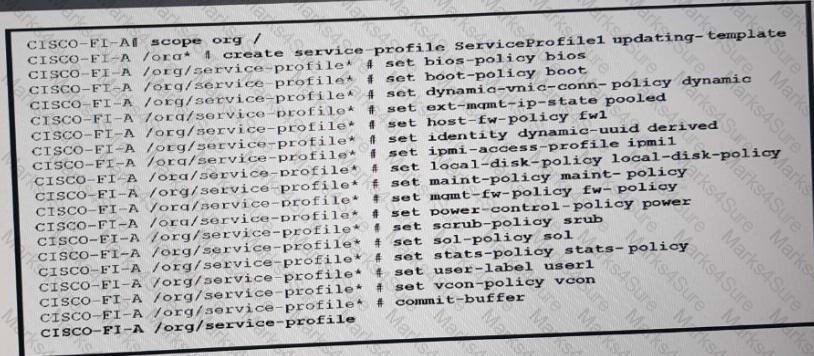 CISCO-FI-A# scope org /
CISCO-FI-A /org* # create service-profile ServiceProfile1 updating-template
CISCO-FI-A /org/service-profile* # set bios-policy bios
CISCO-FI-A /org/service-profile* # set boot-policy boot
CISCO-FI-A /org/service-profile* # set dynamic-vnic-conn-policy dynamic
CISCO-FI-A /org/service-profile* # set ext-mgmt-ip-state pooled
CISCO-FI-A /org/service-profile* # set host-fw-policy fw1
CISCO-FI-A /org/service-profile* # set identity dynamic-uuid derived
CISCO-FI-A /org/service-profile* # set ipmi-access-profile ipmi1
CISCO-FI-A /org/service-profile* # set local-disk-policy local-disk-policy
CISCO-FI-A /org/service-profile* # set maint-policy maint- policy
CISCO-FI-A /org/service-profile* # set mgmt-fw-policy fw- policy
CISCO-FI-A /org/service-profile* # set power-control-policy power
CISCO-FI-A /org/service-profile* # set scrub-policy srub
CISCO-FI-A /org/service-profile* # set sol-policy sol
CISCO-FI-A /org/service-profile* # set stats-policy stats- policy
CISCO-FI-A /org/service-profile* # set user-label user1
CISCO-FI-A /org/service-profile* # set vcon-policy vcon
CISCO-FI-A /org/service-profile* # commit-buffer
CISCO-FI-A /org/service-profile
Marks4Sure